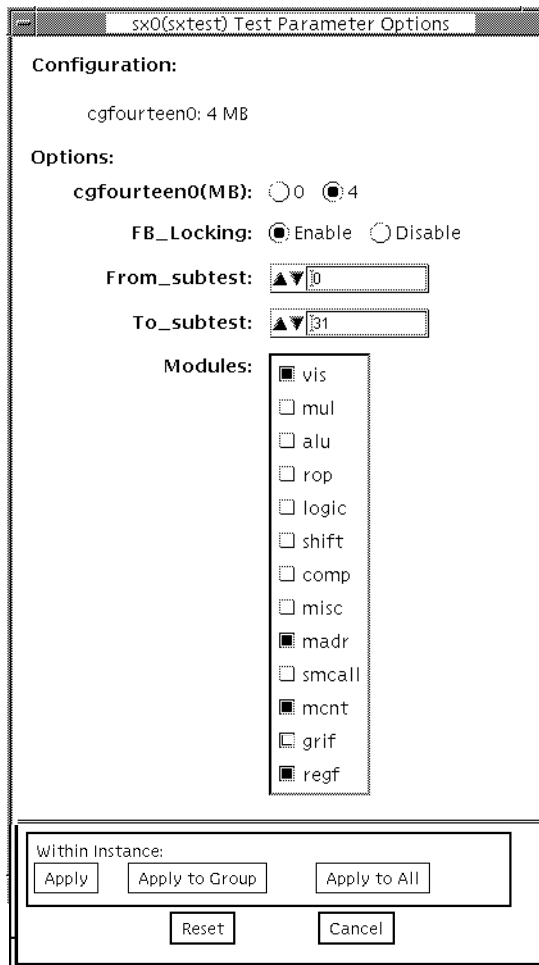 sx0(sxtest) Test Parameter Options
Configuration:
cgfourteen0: 4 MB
Options:
cgfourteen0(MB): 0 4
FB_Locking: Enable Disable
From_subtest: 0
To_subtest: 31
Modules:
vis
mul
alu
rop
logic
shift
comp
misc
madr
smcall
mcnt
grif
regf
Within Instance:
Apply Apply to Group Apply to All
Reset Cancel